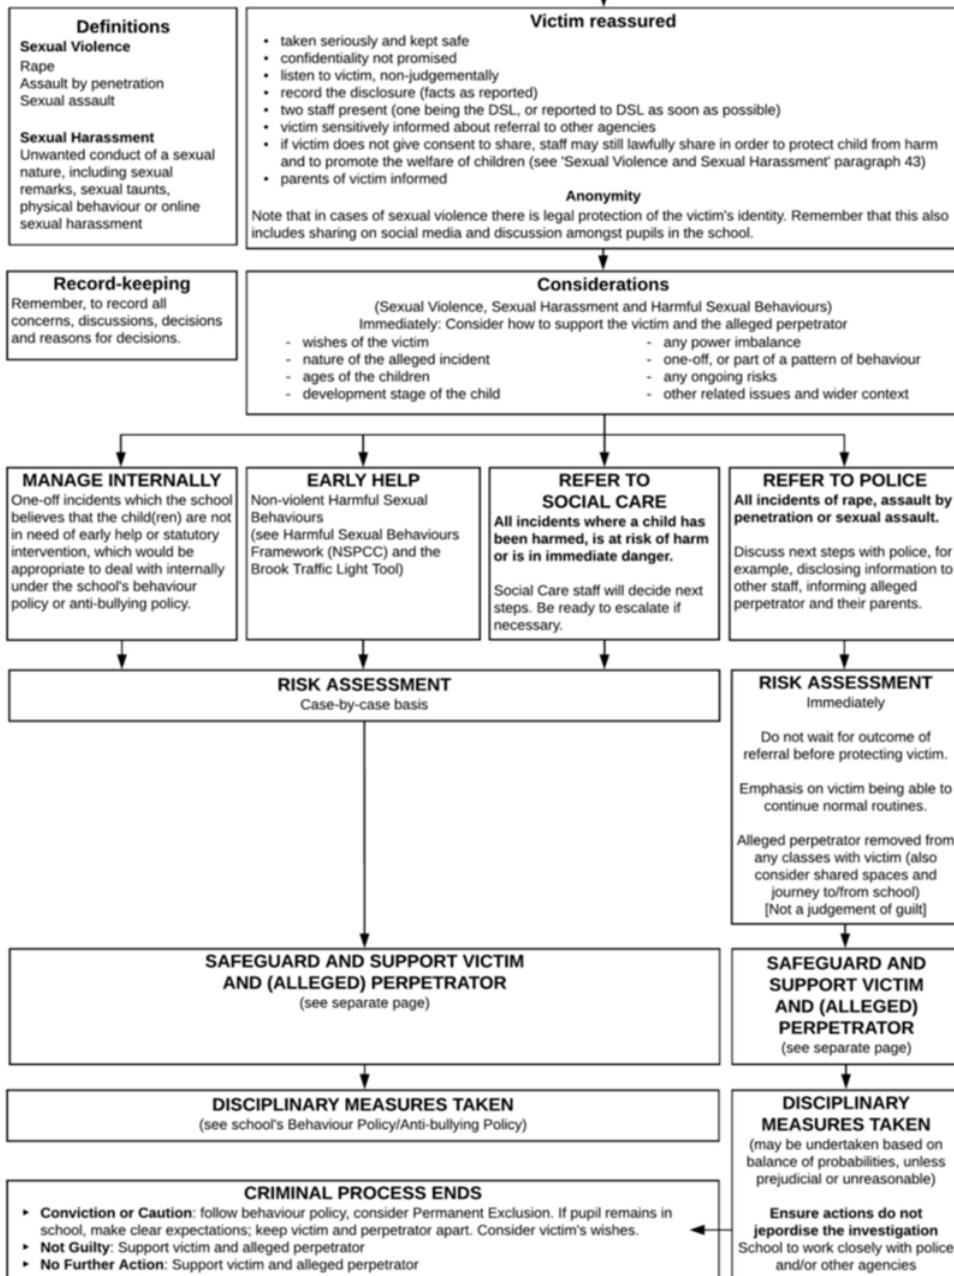 Definitions
Sexual Violence
Rape
Assault by penetration
Sexual assault
Sexual Harassment
Unwanted conduct of a sexual
nature, including sexual
remarks, sexual taunts,
physical behaviour or online
sexual harassment
Victim reassured
• taken seriously and kept safe
• confidentiality not promised
• listen to victim, non-judgementally
• record the disclosure (facts as reported)
• two staff present (one being the DSL, or reported to DSL as soon as possible)
• victim sensitively informed about referral to other agencies
• if victim does not give consent to share, staff may still lawfully share in order to protect child from harm
and to promote the welfare of children (see 'Sexual Violence and Sexual Harassment' paragraph 43)
• parents of victim informed
Anonymity
Note that in cases of sexual violence there is legal protection of the victim's identity. Remember that this also
includes sharing on social media and discussion amongst pupils in the school.
Record-keeping
Remember, to record all
concerns, discussions, decisions
and reasons for decisions.
Considerations
(Sexual Violence, Sexual Harassment and Harmful Sexual Behaviours)
Immediately: Consider how to support the victim and the alleged perpetrator
- wishes of the victim
- nature of the alleged incident
- ages of the children
- development stage of the child
- any power imbalance
- one-off, or part of a pattern of behaviour
- any ongoing risks
- other related issues and wider context
MANAGE INTERNALLY
One-off incidents which the school
believes that the child(ren) are not
in need of early help or statutory
intervention, which would be
appropriate to deal with internally
under the school's behaviour
policy or anti-bullying policy.
EARLY HELP
Non-violent Harmful Sexual
Behaviours
(see Harmful Sexual Behaviours
Framework (NSPCC) and the
Brook Traffic Light Tool)
REFER TO
SOCIAL CARE
All incidents where a child has
been harmed, is at risk of harm
or is in immediate danger.
Social Care staff will decide next
steps. Be ready to escalate if
necessary.
REFER TO POLICE
All incidents of rape, assault by
penetration or sexual assault.
Discuss next steps with police, for
example, disclosing information to
other staff, informing alleged
perpetrator and their parents.
RISK ASSESSMENT
Case-by-case basis
RISK ASSESSMENT
Immediately
Do not wait for outcome of
referral before protecting victim.
Emphasis on victim being able to
continue normal routines.
Alleged perpetrator removed from
any classes with victim (also
consider shared spaces and
journey to/from school)
[Not a judgement of guilt]
SAFEGUARD AND SUPPORT VICTIM
AND (ALLEGED) PERPETRATOR
(see separate page)
SAFEGUARD AND
SUPPORT VICTIM
AND (ALLEGED)
PERPETRATOR
(see separate page)
DISCIPLINARY MEASURES TAKEN
(see school's Behaviour Policy/Anti-bullying Policy)
DISCIPLINARY
MEASURES TAKEN
(may be undertaken based on
balance of probabilities, unless
prejudicial or unreasonable)
Ensure actions do not
jepordise the investigation
School to work closely with police
and/or other agencies
CRIMINAL PROCESS ENDS
‣ Conviction or Caution: follow behaviour policy, consider Permanent Exclusion. If pupil remains in
school, make clear expectations; keep victim and perpetrator apart. Consider victim's wishes.
‣ Not Guilty: Support victim and alleged perpetrator
‣ No Further Action: Support victim and alleged perpetrator